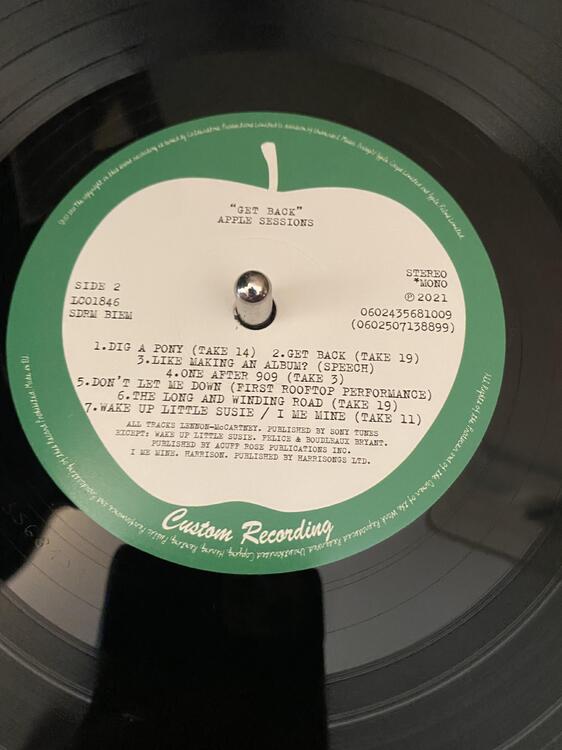 "GET BACK"
APPLE SESSIONS
SIDE 2
LC01846
SDRM BIEM
STEREO
*MONO
℗ 2021
0602435681009
(0602507138899)
1.DIG A PONY (TAKE 14) 2.GET BACK (TAKE 19)
3.LIKE MAKING AN ALBUM? (SPEECH)
4.ONE AFTER 909 (TAKE 3)
5.DON'T LET ME DOWN (FIRST ROOFTOP PERFORMANCE)
6.THE LONG AND WINDING ROAD (TAKE 19)
7.WAKE UP LITTLE SUSIE / I ME MINE (TAKE 11)
ALL TRACKS LENNON-McCARTNEY. PUBLISHED BY SONY TUNES
EXCEPT: WAKE UP LITTLE SUSIE. FELICE & BOUDLEAUX BRYANT.
PUBLISHED BY ACUFF ROSE PUBLICATIONS INC.
I ME MINE. HARRISON. PUBLISHED BY HARRISONGS LTD.
Custom Recording